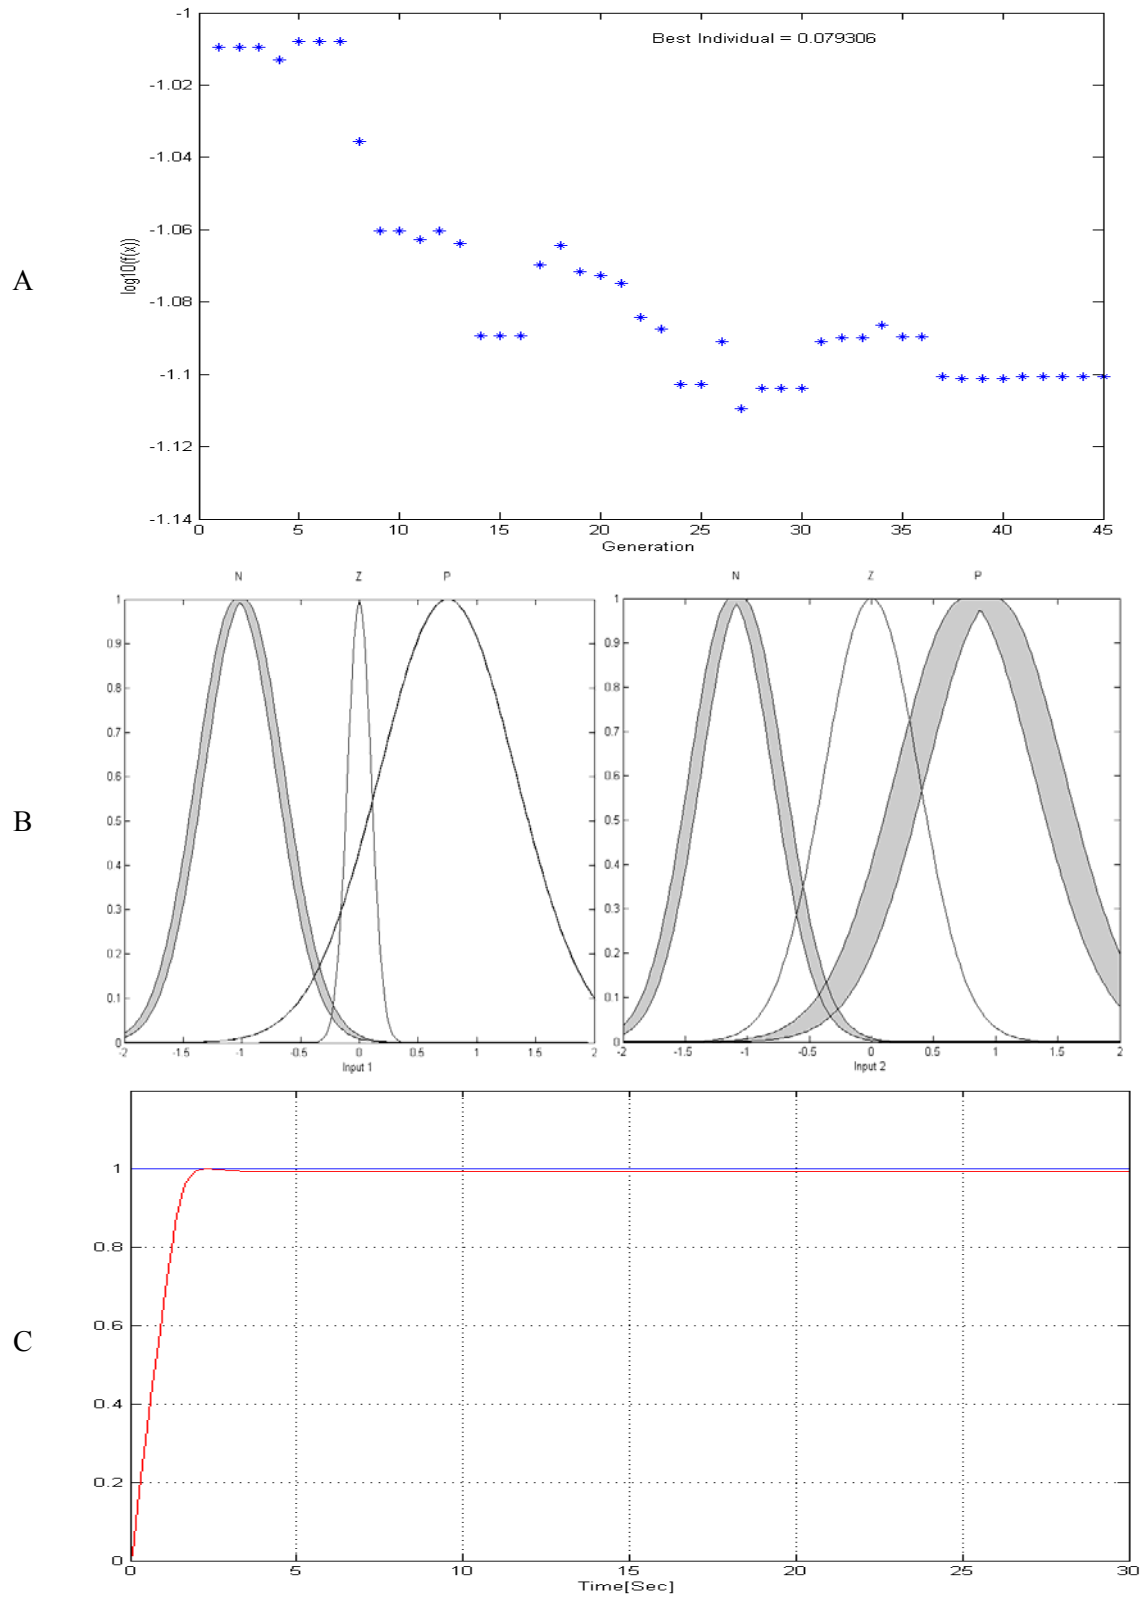 A
-1
-1.02
-1.04
-1.06
-1.08
-1.1
-1.12
-1.14
log10(f(x))
Best Individual = 0.079306
0 5 10 15 20 25 30 35 40 45
Generation
B
N Z P
1
0.9
0.8
0.7
0.6
0.5
0.4
0.3
0.2
0.1
0
-2 -1.5 -1 -0.5 0 0.5 1 1.5 2
Input 1
N Z P
1
0.9
0.8
0.7
0.6
0.5
0.4
0.3
0.2
0.1
0
-2 -1.5 -1 -0.5 0 0.5 1 1.5 2
Input 2
C
1
0.8
0.6
0.4
0.2
0
0 5 10 15 20 25 30
Time[Sec]